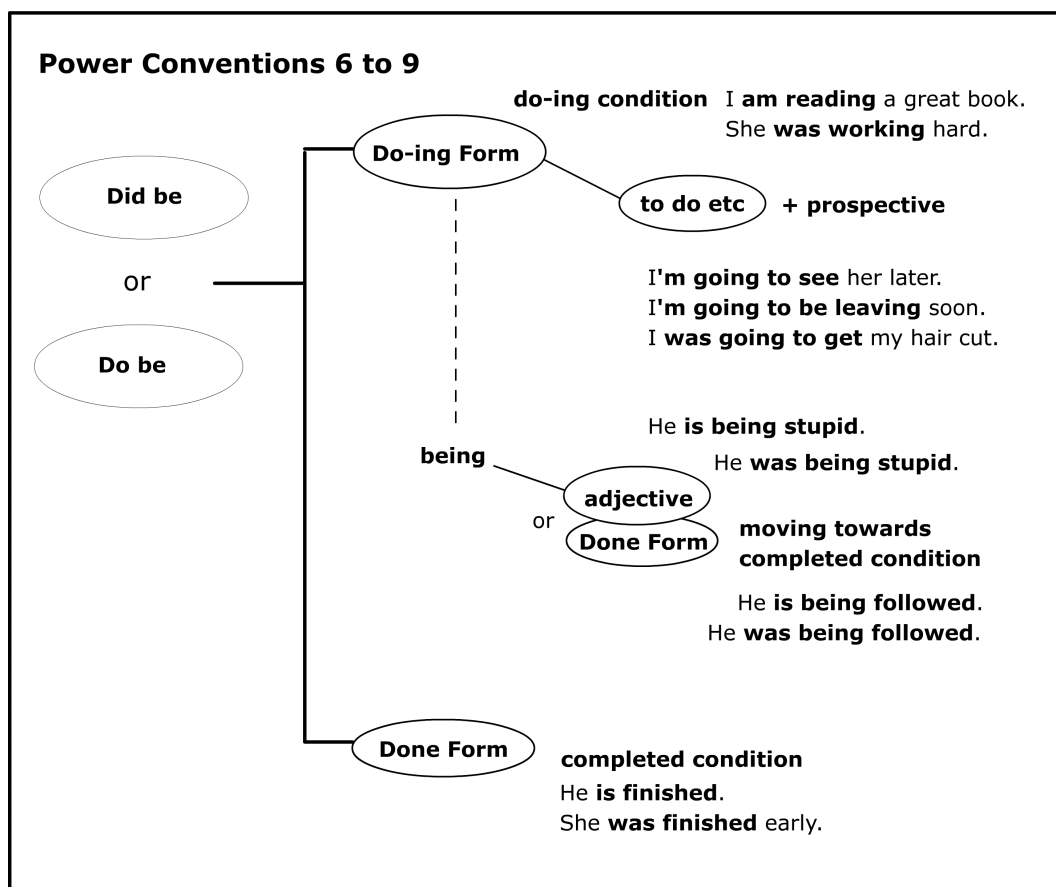 Power Conventions 6 to 9
do-ing condition I am reading a great book.
She was working hard.
Do-ing Form
Did be
to do etc + prospective
or
I'm going to see her later.
I'm going to be leaving soon.
I was going to get my hair cut.
Do be
He is being stupid.
being
He was being stupid.
adjective
or
Done Form
moving towards
completed condition
He is being followed.
He was being followed.
Done Form
completed condition
He is finished.
She was finished early.